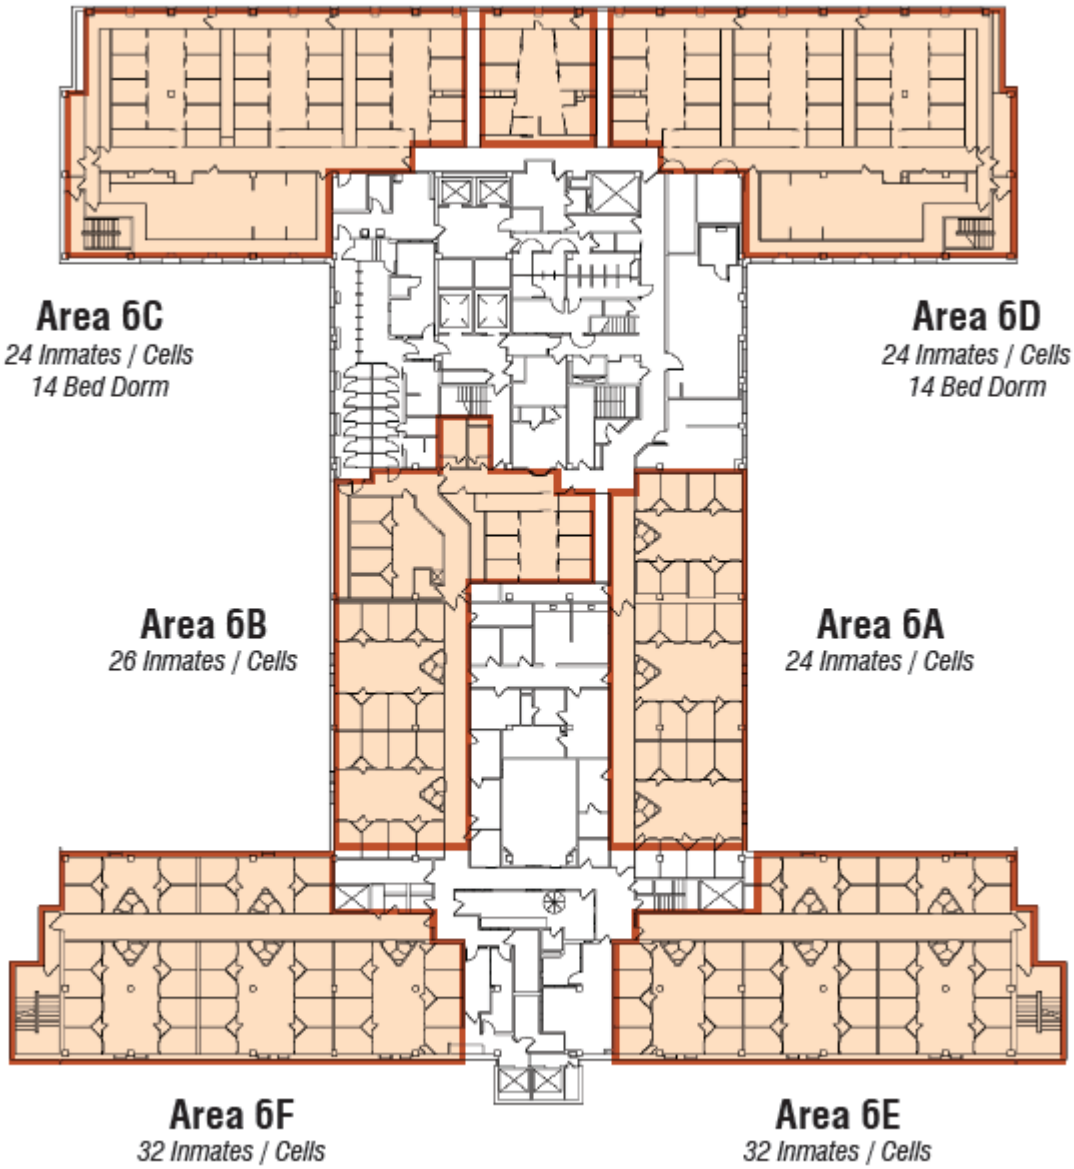 Area 6C
24 Inmates / Cells
14 Bed Dorm
Area 6D
24 Inmates / Cells
14 Bed Dorm
Area 6B
26 Inmates / Cells
Area 6A
24 Inmates / Cells
Area 6F
32 Inmates / Cells
Area 6E
32 Inmates / Cells